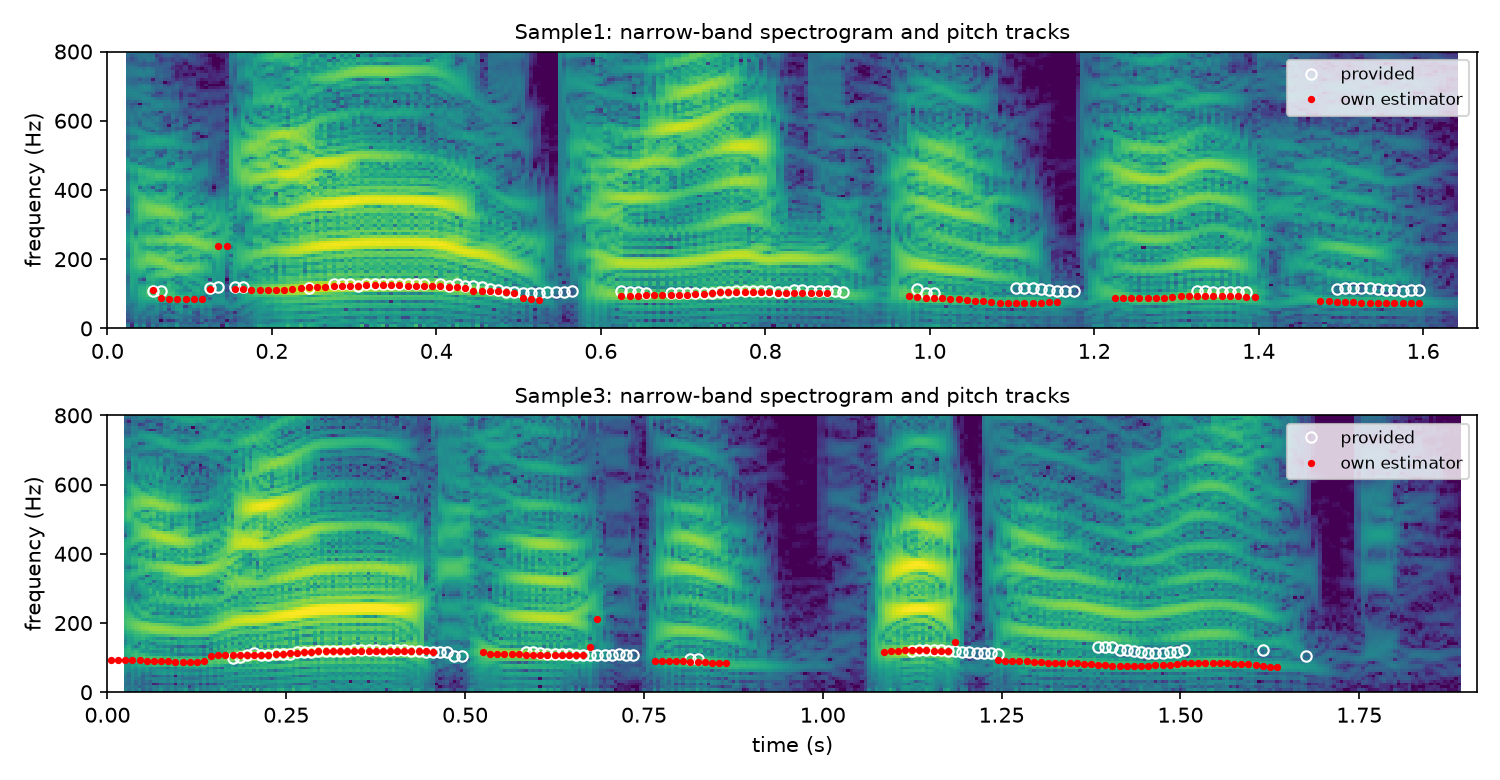 Sample1: narrow-band spectrogram and pitch tracks
800
600
400
200
0
frequency (Hz)
provided
own estimator
0.0 0.2 0.4 0.6 0.8 1.0 1.2 1.4 1.6
Sample3: narrow-band spectrogram and pitch tracks
800
600
400
200
0
frequency (Hz)
provided
own estimator
0.00 0.25 0.50 0.75 1.00 1.25 1.50 1.75
time (s)